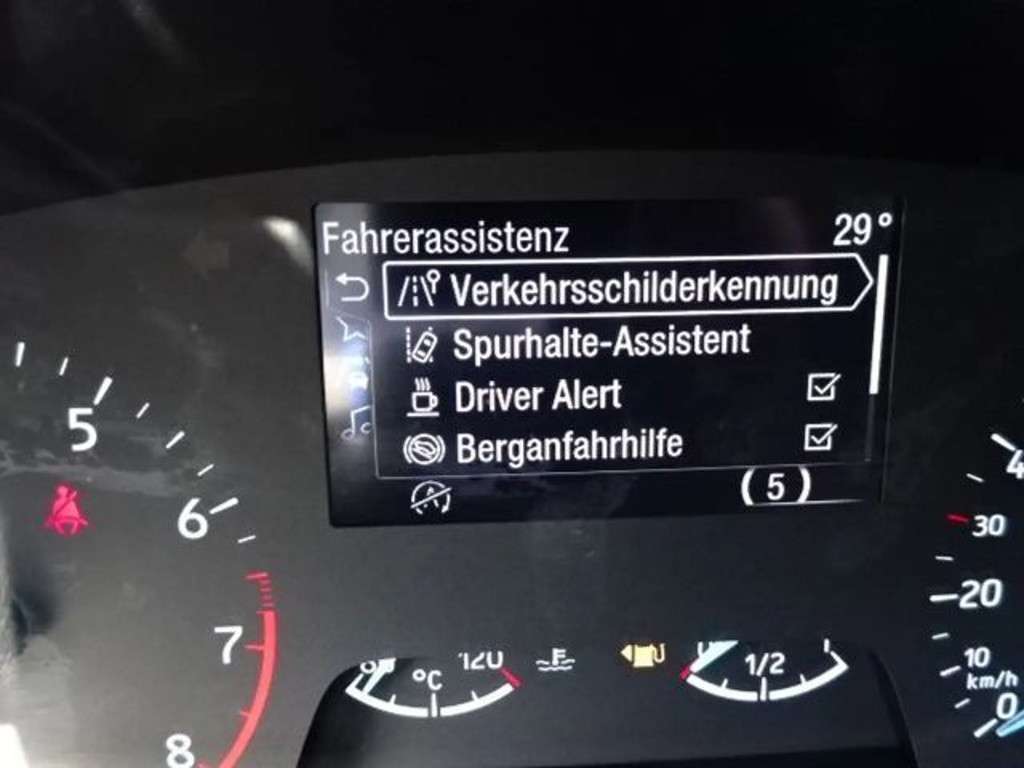 Fahrerassistenz 29°
Verkehrsschilderkennung
Spurhalte-Assistent
Driver Alert
Berganfahrhilfe
(5)
5
6
7
8
°C
120
1/2
30
20
10
km/h
0